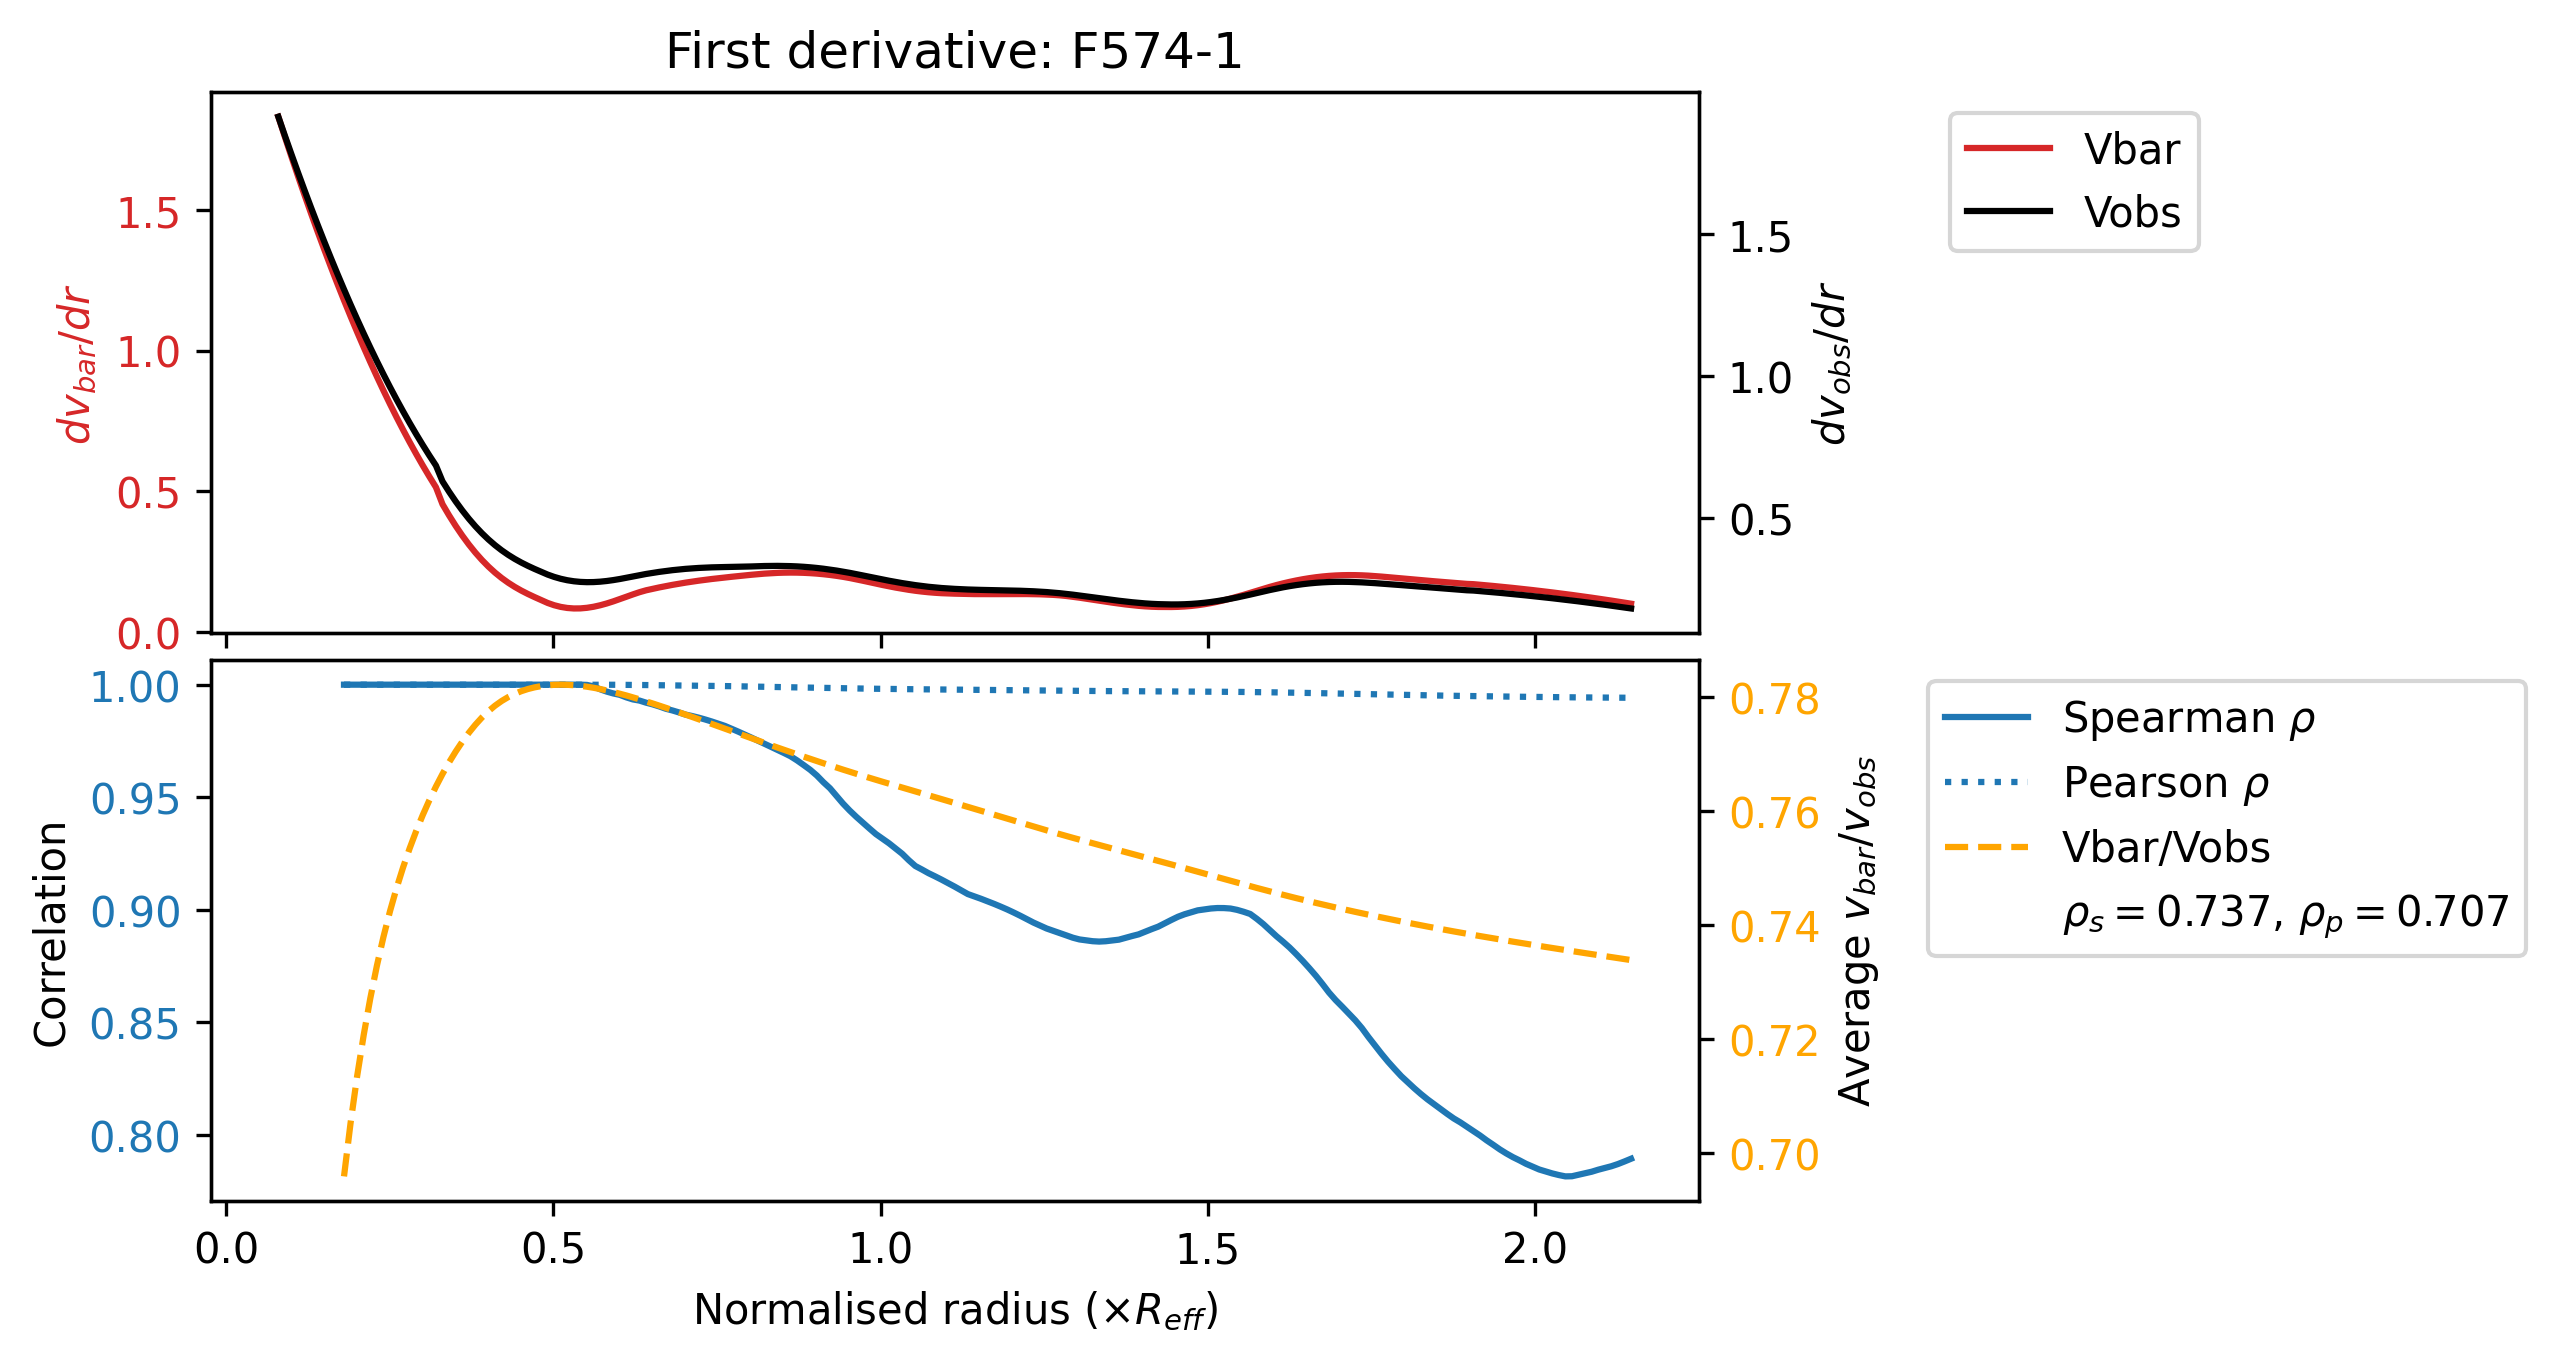 First derivative: F574-1
1.5
1.0
0.5
0.0
dv_bar/dr
1.5
1.0
0.5
dv_obs/dr
Vbar
Vobs
1.00
0.95
0.90
0.85
0.80
Correlation
0.78
0.76
0.74
0.72
0.70
Average v_bar/v_obs
Spearman ρ
Pearson ρ
Vbar/Vobs
ρ_s = 0.737, ρ_p = 0.707
0.0 0.5 1.0 1.5 2.0
Normalised radius (×R_eff)